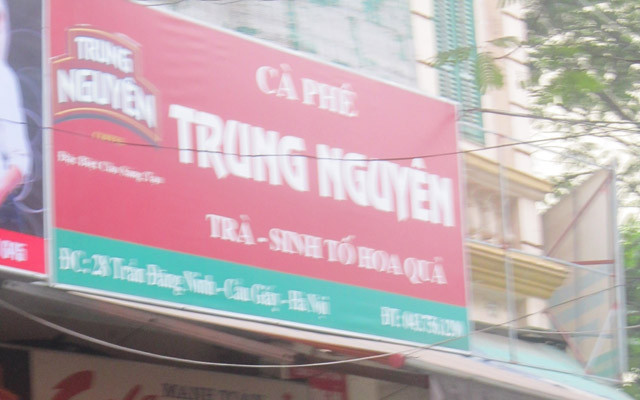 TRUNG
NGUYÊN
CÀ PHÊ
TRUNG NGUYÊN
TRÀ - SINH TỐ HOA QUẢ
ĐC: 28 Trần Đăng Ninh - Cầu Giấy - Hà Nội
ĐT: